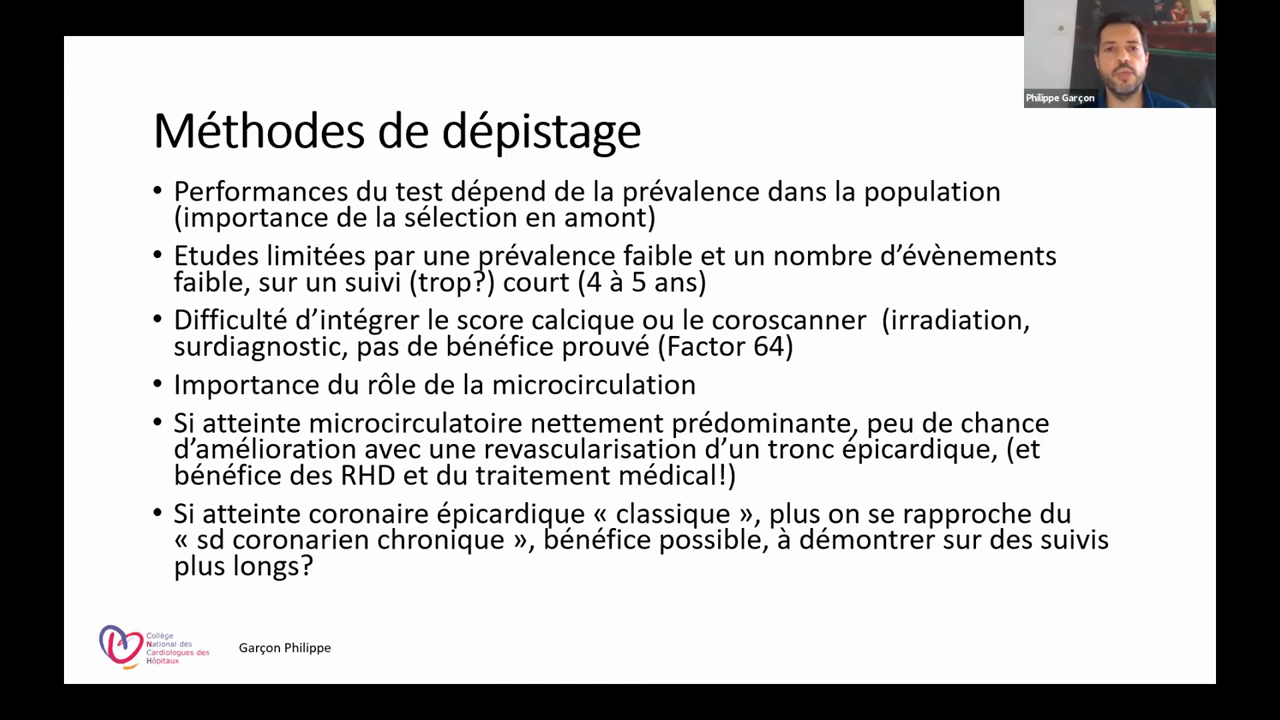 Philippe Garçon
Méthodes de dépistage
• Performances du test dépend de la prévalence dans la population
(importance de la sélection en amont)
• Etudes limitées par une prévalence faible et un nombre d’évènements
faible, sur un suivi (trop?) court (4 à 5 ans)
• Difficulté d’intégrer le score calcique ou le coroscanner  (irradiation,
surdiagnostic, pas de bénéfice prouvé (Factor 64)
• Importance du rôle de la microcirculation
• Si atteinte microcirculatoire nettement prédominante, peu de chance
d’amélioration avec une revascularisation d’un tronc épicardique, (et
bénéfice des RHD et du traitement médical!)
• Si atteinte coronaire épicardique « classique », plus on se rapproche du
« sd coronarien chronique », bénéfice possible, à démontrer sur des suivis
plus longs?
Collège
National des
Cardiologues des
Hôpitaux
Garçon Philippe